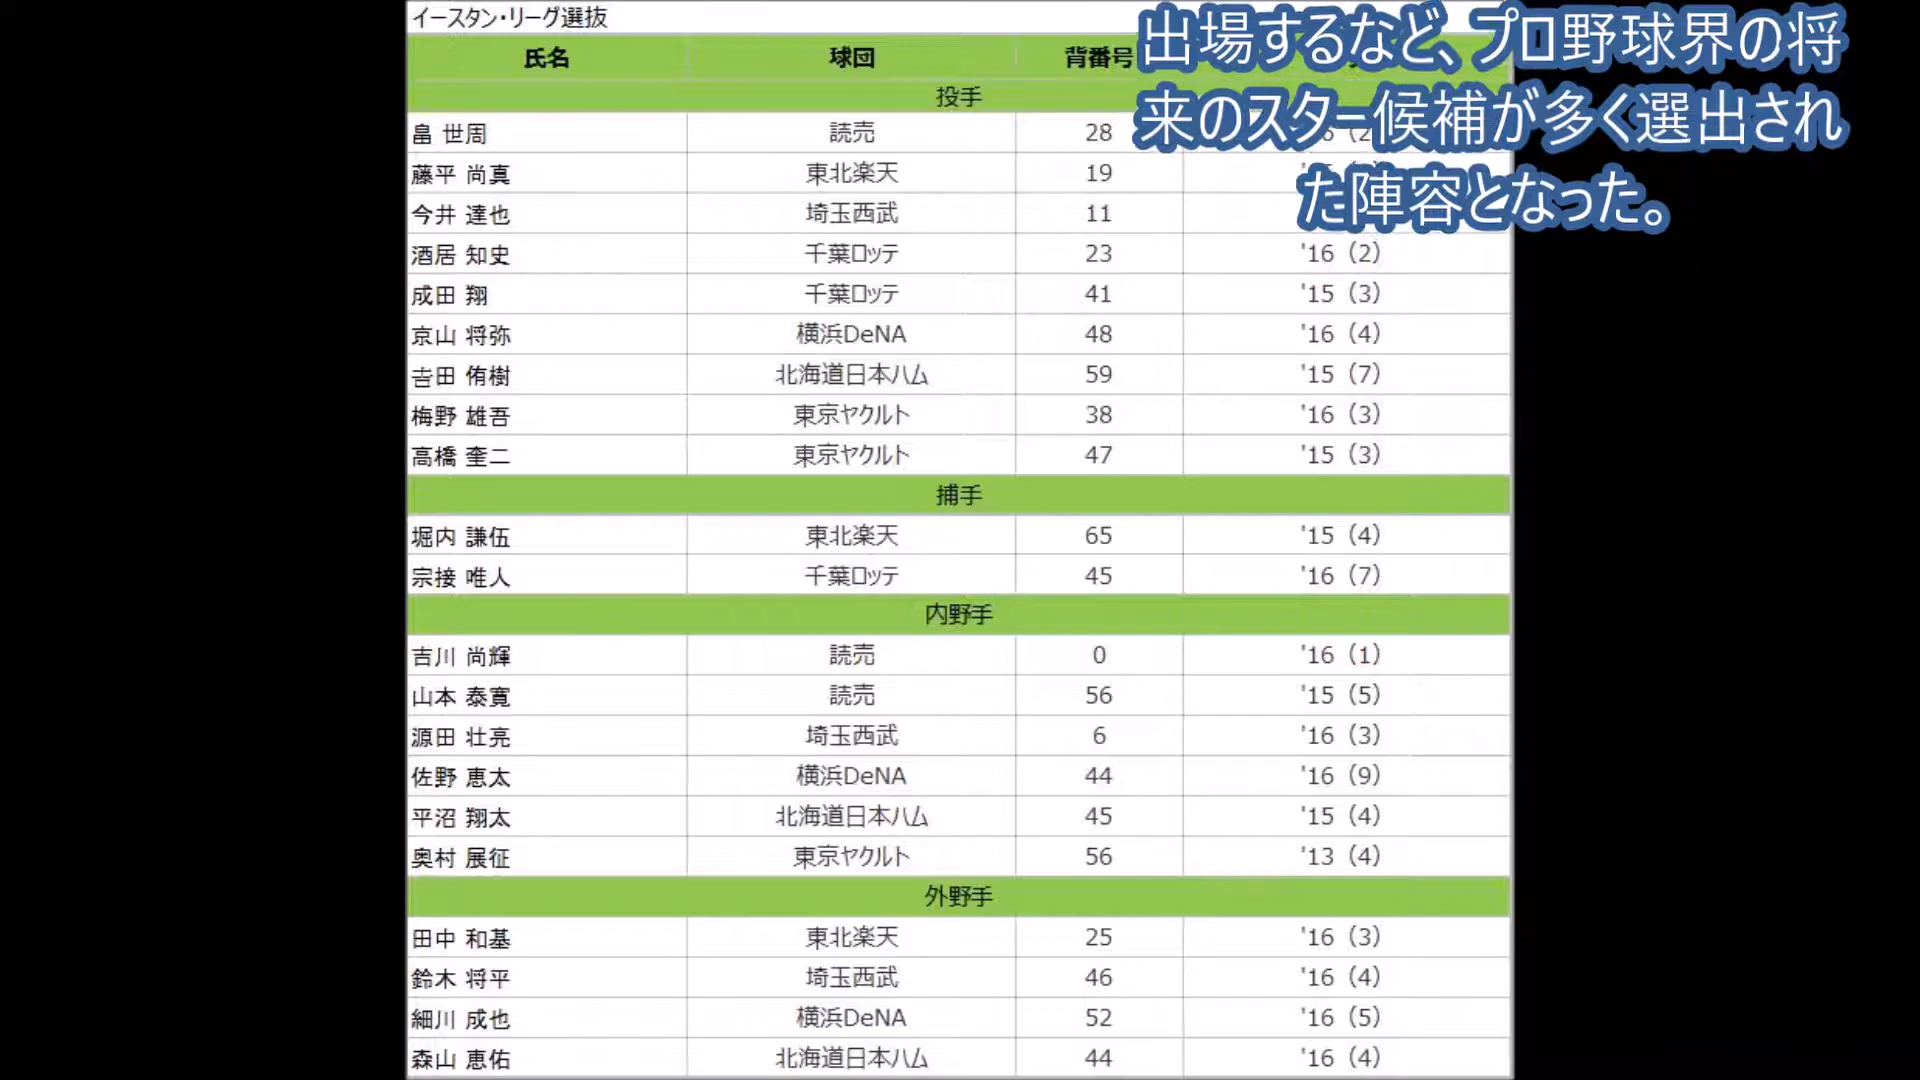 イースタン・リーグ選抜
出場するなど、プロ野球界の将
来のスター候補が多く選出され
た陣容となった。
氏名 球団 背番号
投手
畠 世周 読売 28
藤平 尚真 東北楽天 19
今井 達也 埼玉西武 11
酒居 知史 千葉ロッテ 23 '16（2）
成田 翔 千葉ロッテ 41 '15（3）
京山 将弥 横浜DeNA 48 '16（4）
𠮷田 侑樹 北海道日本ハム 59 '15（7）
梅野 雄吾 東京ヤクルト 38 '16（3）
高橋 奎二 東京ヤクルト 47 '15（3）
捕手
堀内 謙伍 東北楽天 65 '15（4）
宗接 唯人 千葉ロッテ 45 '16（7）
内野手
吉川 尚輝 読売 0 '16（1）
山本 泰寛 読売 56 '15（5）
源田 壮亮 埼玉西武 6 '16（3）
佐野 恵太 横浜DeNA 44 '16（9）
平沼 翔太 北海道日本ハム 45 '15（4）
奥村 展征 東京ヤクルト 56 '13（4）
外野手
田中 和基 東北楽天 25 '16（3）
鈴木 将平 埼玉西武 46 '16（4）
細川 成也 横浜DeNA 52 '16（5）
森山 恵佑 北海道日本ハム 44 '16（4）